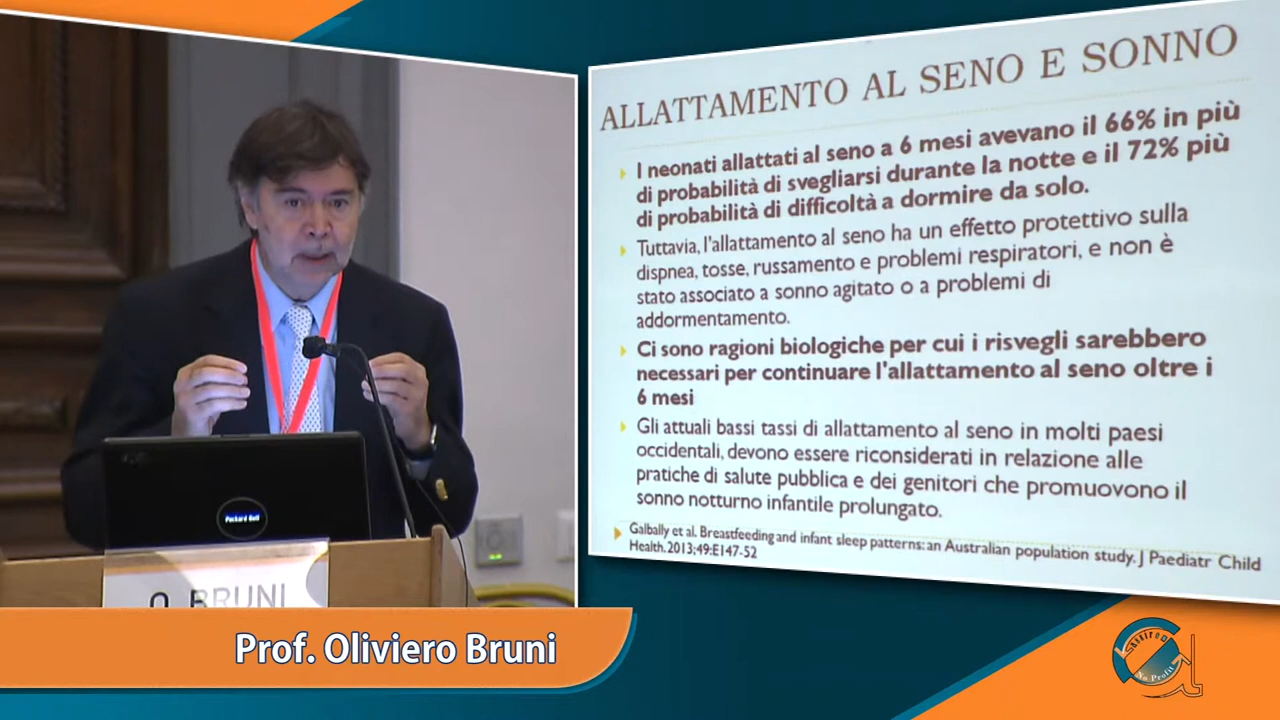 ALLATTAMENTO AL SENO E SONNO
I neonati allattati al seno a 6 mesi avevano il 66% in più
di probabilità di svegliarsi durante la notte e il 72% più
di probabilità di difficoltà a dormire da solo.
Tuttavia, l'allattamento al seno ha un effetto protettivo sulla
dispnea, tosse, russamento e problemi respiratori, e non è
stato associato a sonno agitato o a problemi di
addormentamento.
Ci sono ragioni biologiche per cui i risvegli sarebbero
necessari per continuare l'allattamento al seno oltre i
6 mesi
Gli attuali bassi tassi di allattamento al seno in molti paesi
occidentali, devono essere riconsiderati in relazione alle
pratiche di salute pubblica e dei genitori che promuovono il
sonno notturno infantile prolungato.
Galbally et al. Breastfeeding and infant sleep patterns: an Australian population study. J Paediatr Child
Health. 2013;49:E147-52
Packard Bell
O. BRUNI
Prof. Oliviero Bruni
No Profit